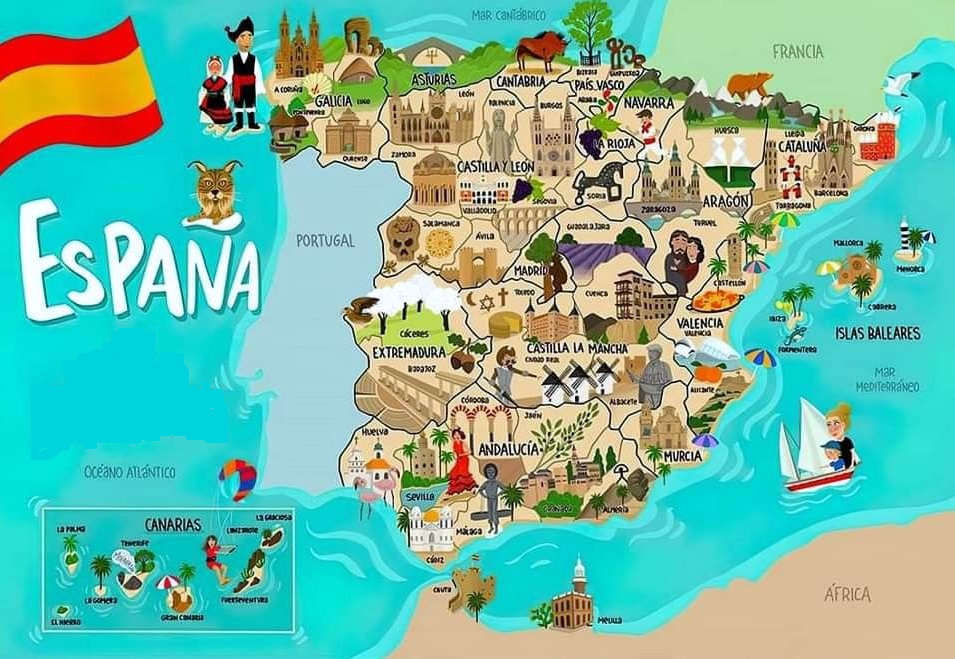 MAR CANTÁBRICO
FRANCIA
A CORUÑA
GALICIA
LUGO
PONTEVEDRA
OURENSE
ASTURIAS
CANTABRIA
BIZKAIA
GUIPUZCOA
PAÍS VASCO
ARABA
NAVARRA
LEÓN
PALENCIA
BURGOS
LA RIOJA
HUESCA
LLEIDA
GIRONA
CATALUÑA
BARCELONA
TARRAGONA
ZAMORA
CASTILLA Y LEÓN
VALLADOLID
SEGOVIA
SORIA
ZARAGOZA
ARAGÓN
TERUEL
ESPAÑA
PORTUGAL
SALAMANCA
ÁVILA
GUADALAJARA
MADRID
CASTELLÓN
MALLORCA
MENORCA
CABRERA
IBIZA
FORMENTERA
ISLAS BALEARES
TOLEDO
CUENCA
VALENCIA
VALENCIA
CÁCERES
EXTREMADURA
BADAJOZ
CASTILLA LA MANCHA
CIUDAD REAL
ALBACETE
ALICANTE
MAR
MEDITERRÁNEO
CÓRDOBA
JAÉN
HUELVA
ANDALUCÍA
MURCIA
SEVILLA
GRANADA
ALMERÍA
MÁLAGA
CÁDIZ
OCÉANO ATLÁNTICO
CANARIAS
LA PALMA
TENERIFE
LANZAROTE
LA GRACIOSA
LA GOMERA
FUERTEVENTURA
EL HIERRO
GRAN CANARIA
CEUTA
MELILLA
ÁFRICA